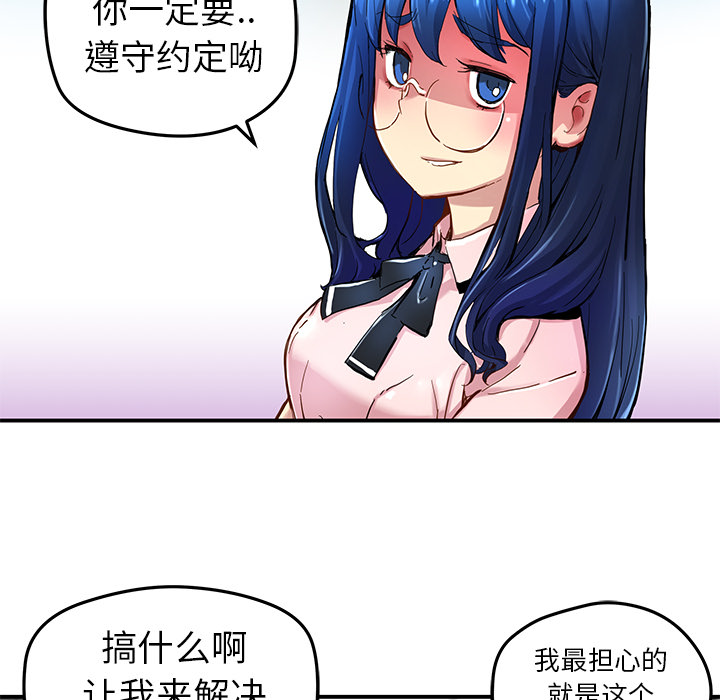 你一定要..
遵守约定呦
搞什么啊
让我来解决
我最担心的
就是这个